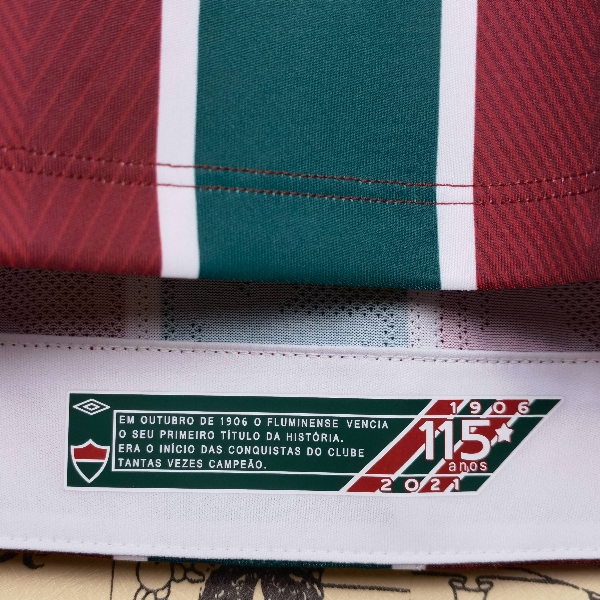 EM OUTUBRO DE 1906 O FLUMINENSE VENCIA
O SEU PRIMEIRO TÍTULO DA HISTÓRIA.
ERA O INÍCIO DAS CONQUISTAS DO CLUBE
TANTAS VEZES CAMPEÃO.
1906
115
anos
2021